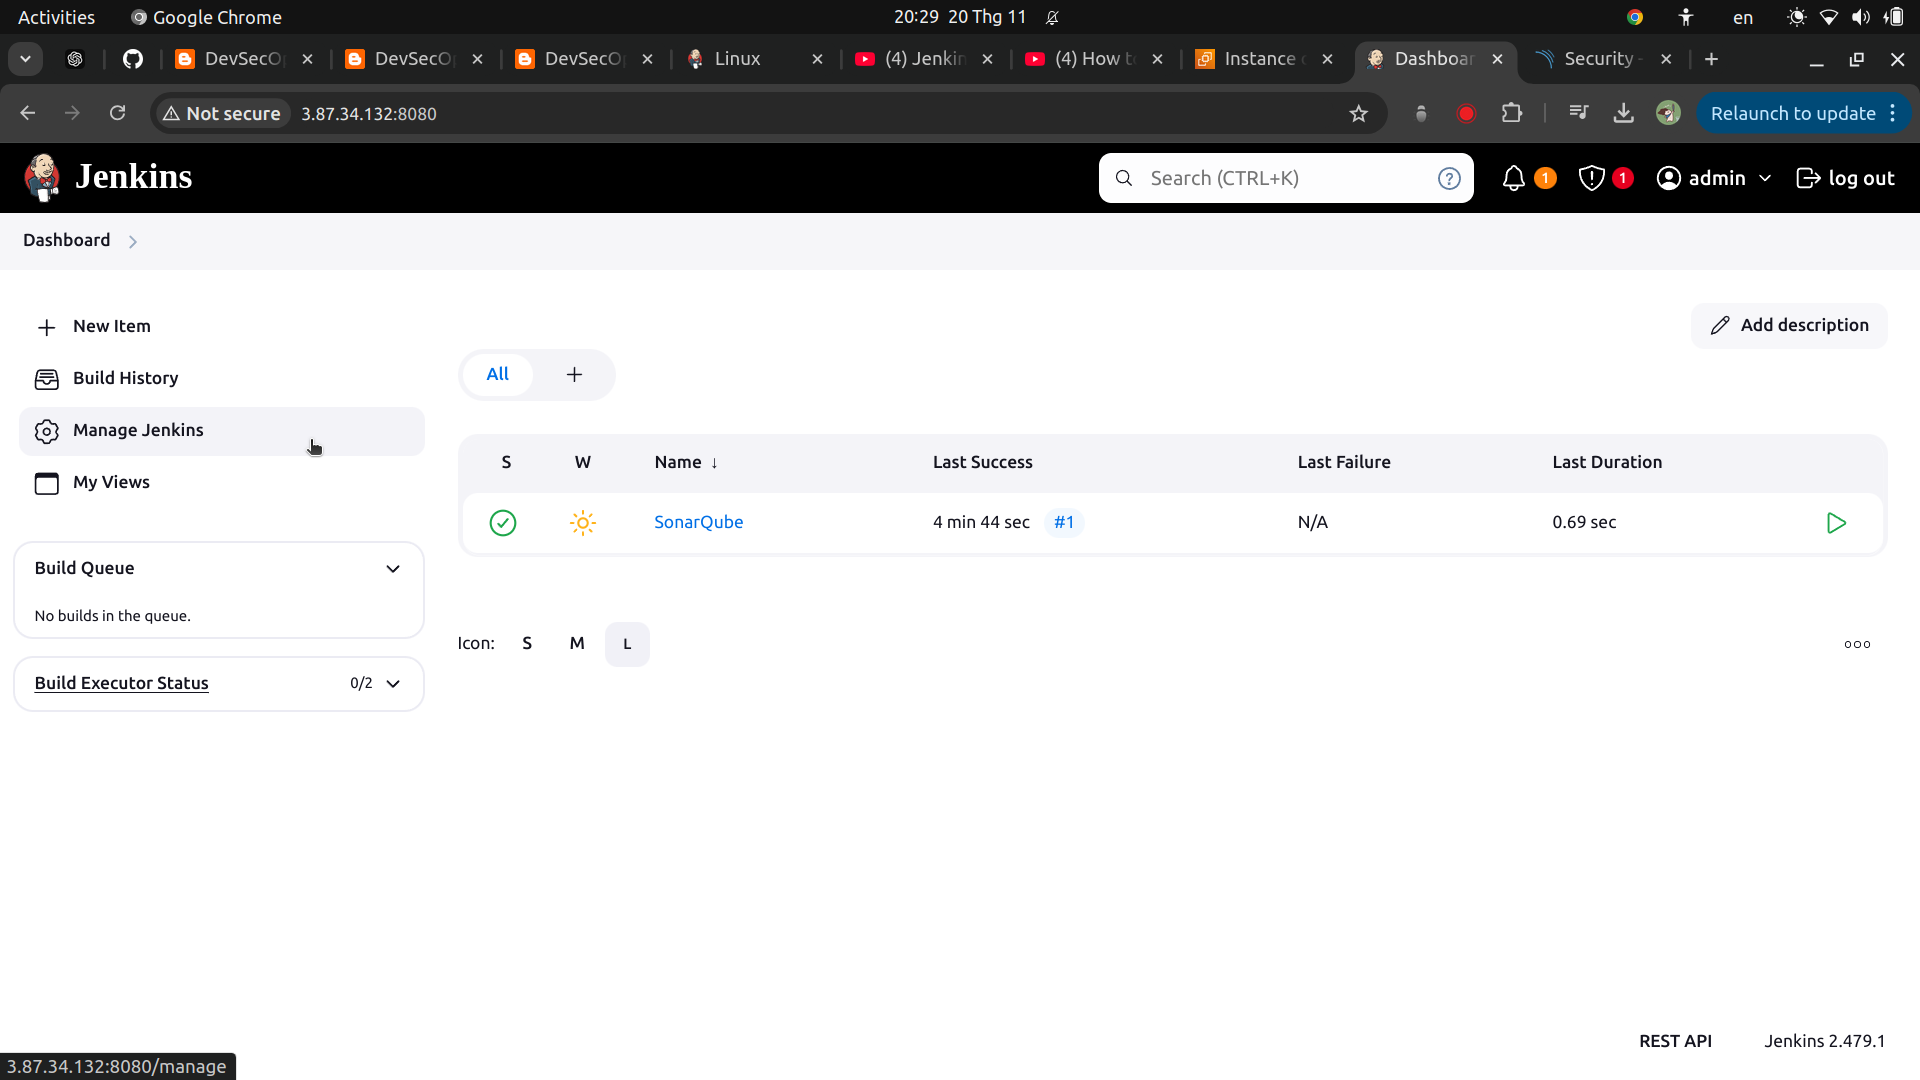 Activities Google Chrome 20:29 20 Thg 11 en
DevSecO DevSecO DevSecO Linux (4) Jenkin (4) How t Instance Dashboar Security -
Not secure 3.87.34.132:8080 Relaunch to update
Jenkins Search (CTRL+K) 1 1 admin log out
Dashboard
New Item
Add description
Build History
All +
Manage Jenkins
S W Name ↓ Last Success Last Failure Last Duration
My Views
SonarQube 4 min 44 sec #1 N/A 0.69 sec
Build Queue
No builds in the queue.
Icon: S M L
Build Executor Status 0/2
REST API Jenkins 2.479.1
3.87.34.132:8080/manage